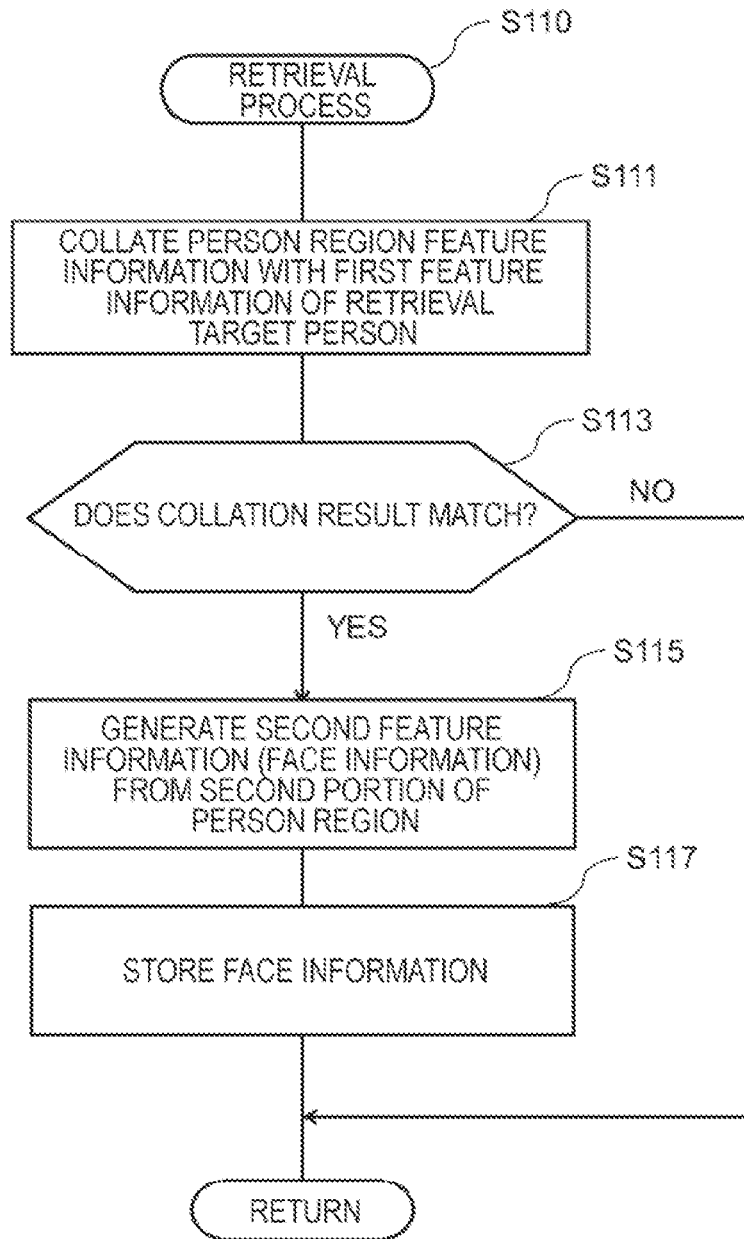 S110
RETRIEVAL
PROCESS
S111
COLLATE PERSON REGION FEATURE
INFORMATION WITH FIRST FEATURE
INFORMATION OF RETRIEVAL
TARGET PERSON
S113
DOES COLLATION RESULT MATCH?
NO
YES
S115
GENERATE SECOND FEATURE
INFORMATION (FACE INFORMATION)
FROM SECOND PORTION OF
PERSON REGION
S117
STORE FACE INFORMATION
RETURN